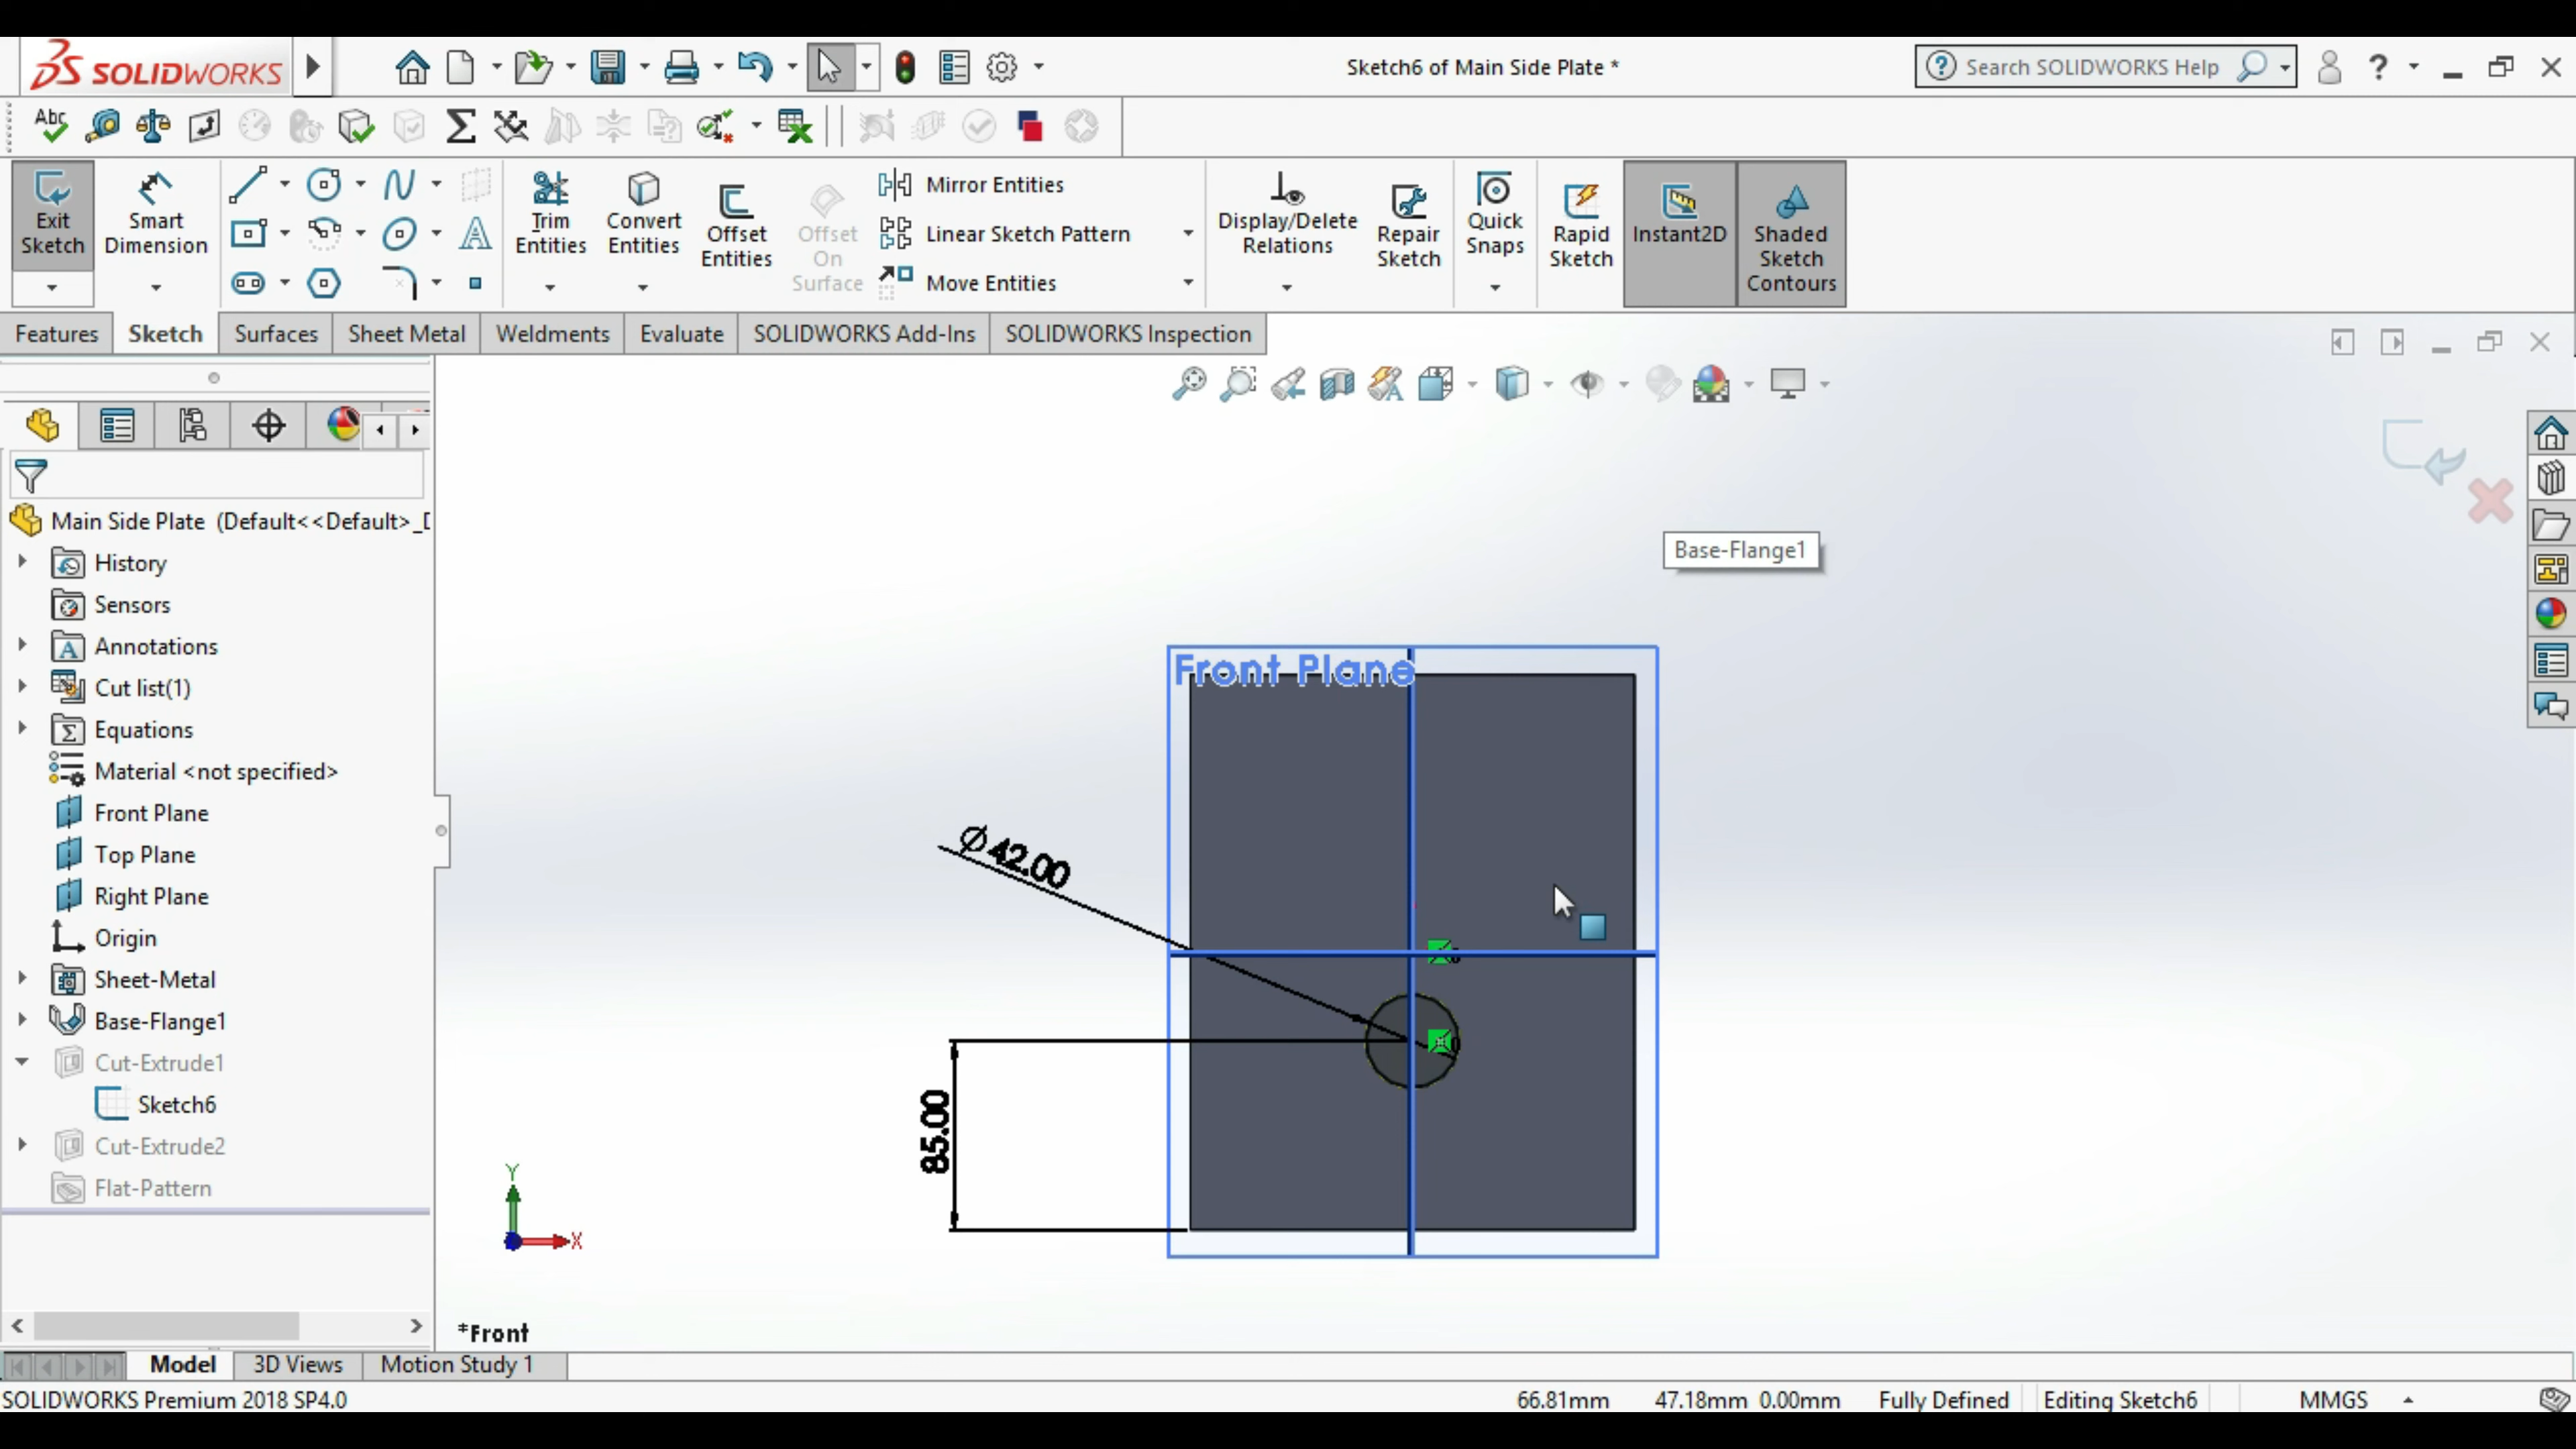 SOLIDWORKS
Sketch6 of Main Side Plate *
Search SOLIDWORKS Help
Abc
Exit Sketch
Smart Dimension
Trim Entities
Convert Entities
Offset Entities
Offset On Surface
Mirror Entities
Linear Sketch Pattern
Move Entities
Display/Delete Relations
Repair Sketch
Quick Snaps
Rapid Sketch
Instant2D
Shaded Sketch Contours
Features
Sketch
Surfaces
Sheet Metal
Weldments
Evaluate
SOLIDWORKS Add-Ins
SOLIDWORKS Inspection
Main Side Plate (Default<<Default>_D
History
Sensors
Annotations
Cut list(1)
Equations
Material <not specified>
Front Plane
Top Plane
Right Plane
Origin
Sheet-Metal
Base-Flange1
Cut-Extrude1
Sketch6
Cut-Extrude2
Flat-Pattern
Base-Flange1
Front Plane
Ø 42.00
85.00
Y
X
*Front
Model
3D Views
Motion Study 1
SOLIDWORKS Premium 2018 SP4.0
66.81mm
47.18mm 0.00mm
Fully Defined
Editing Sketch6
MMGS